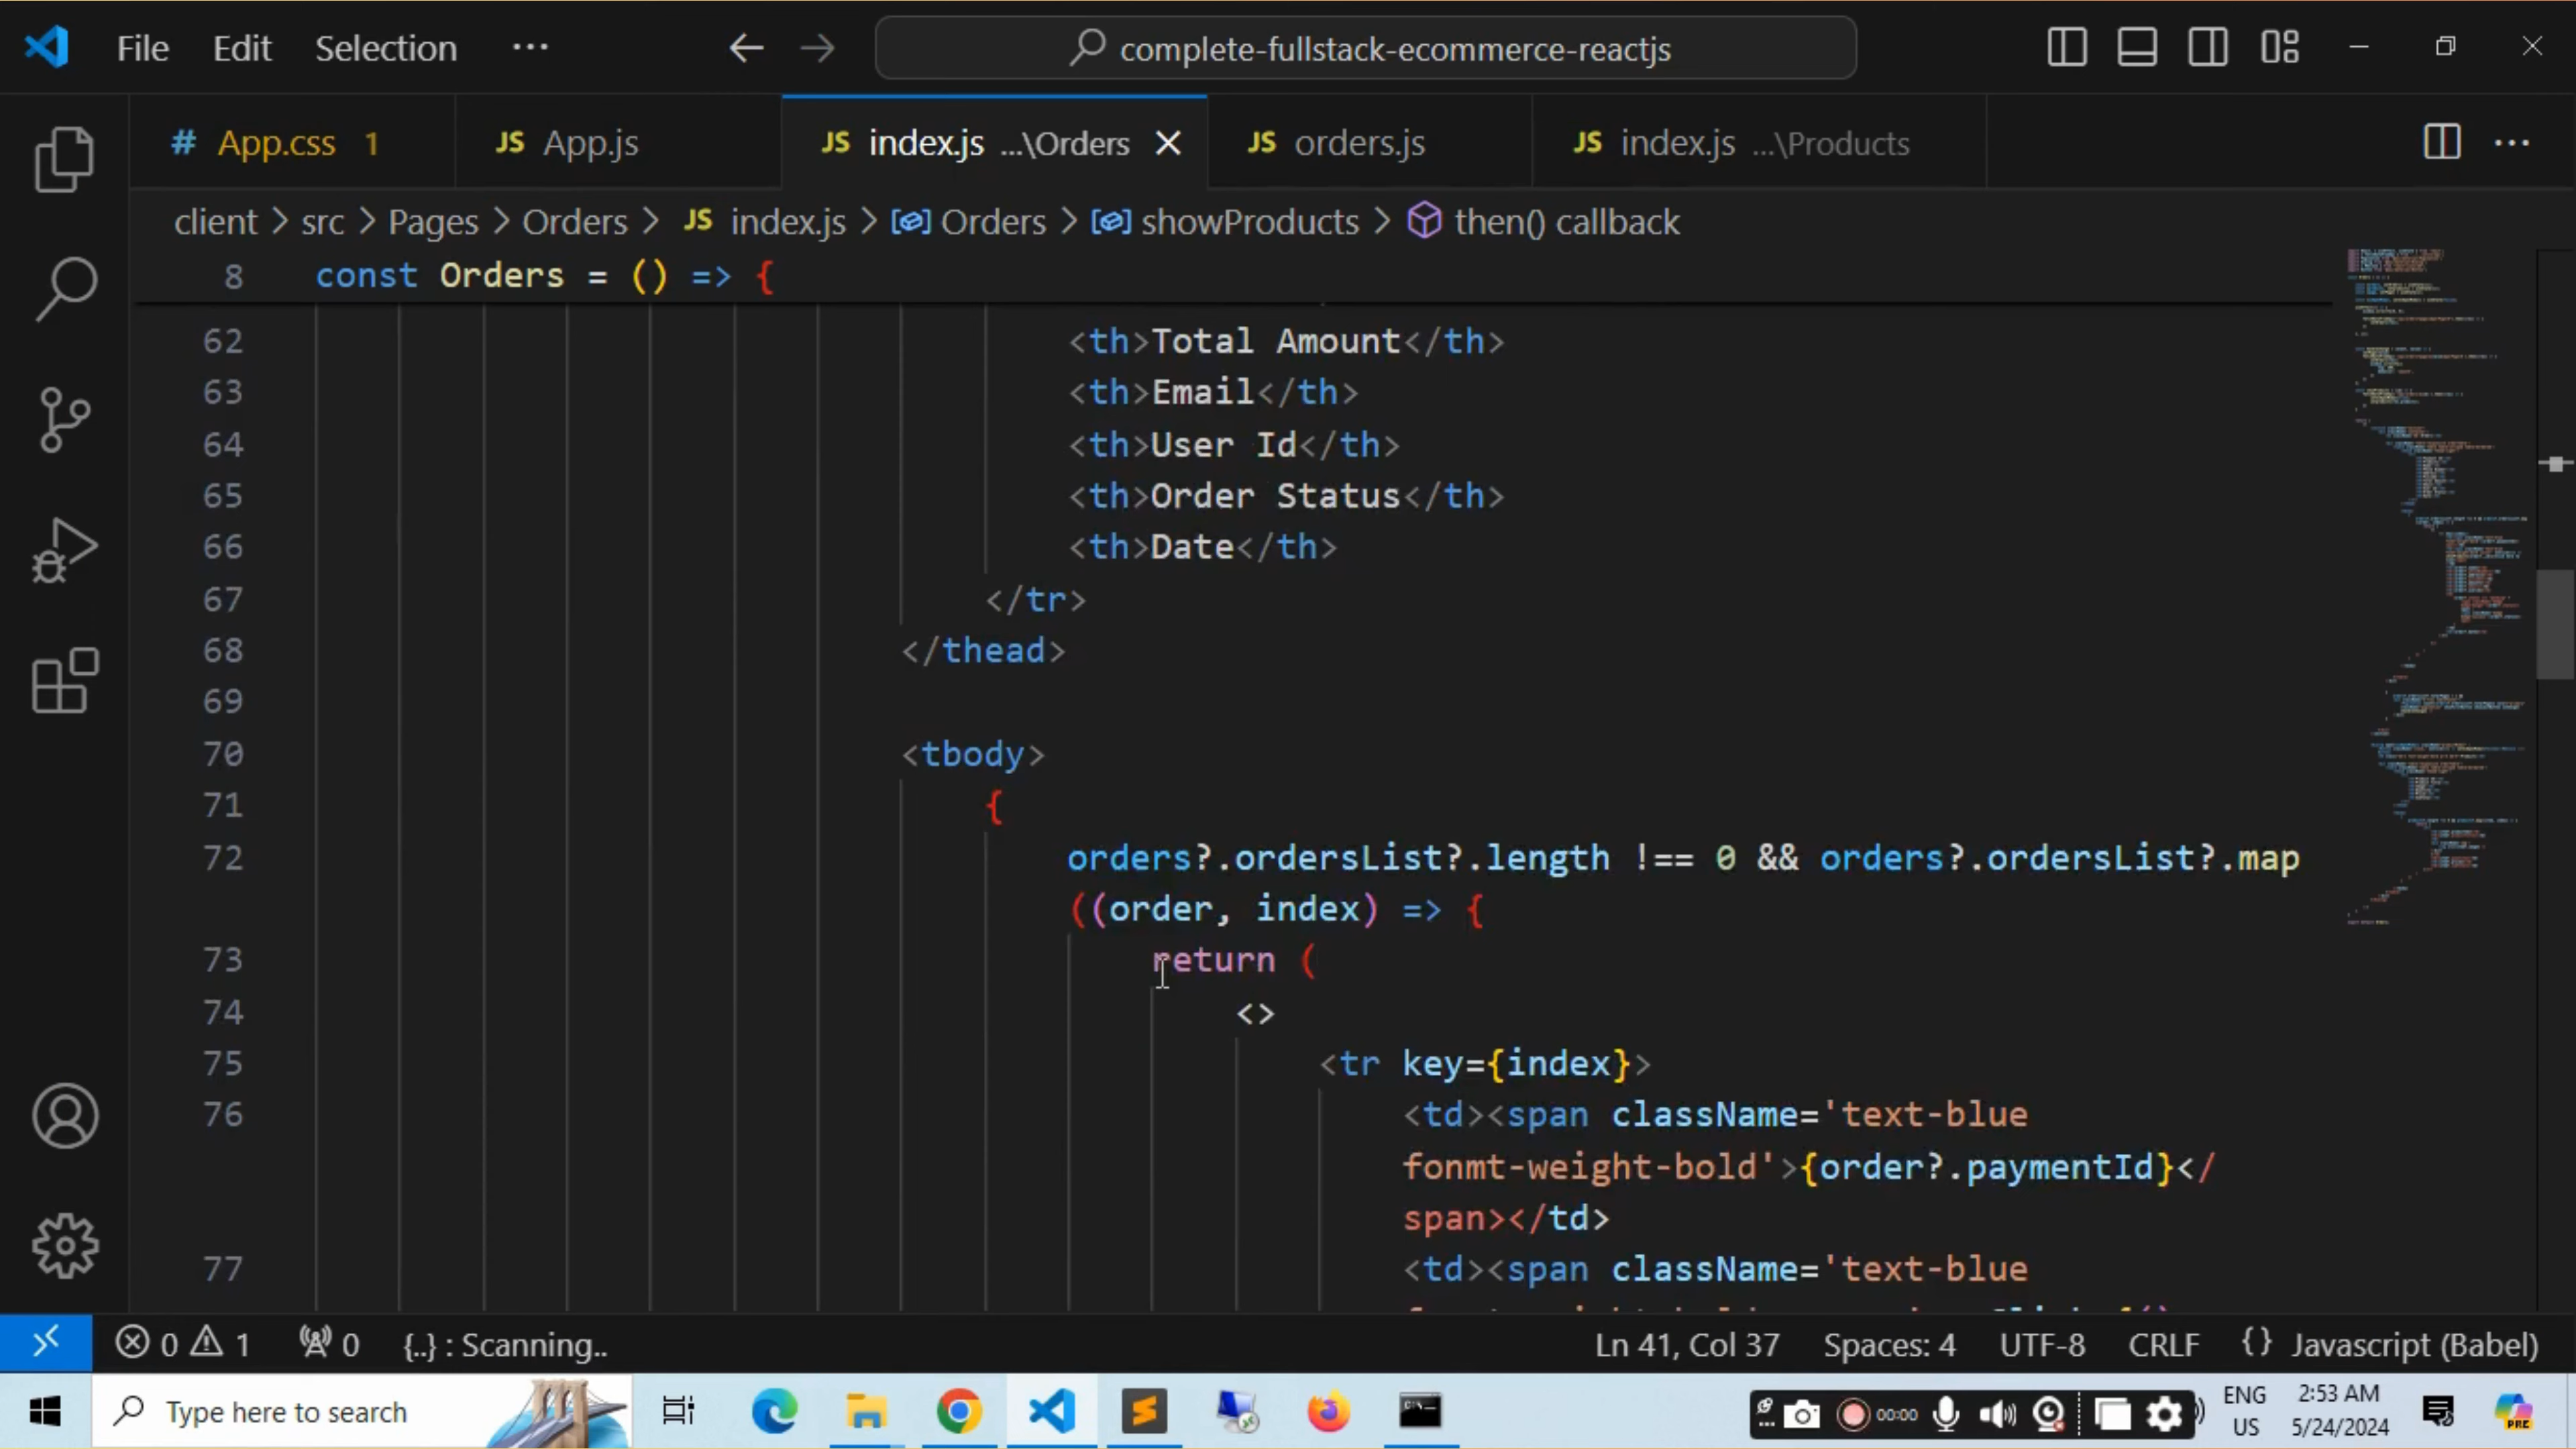 File Edit Selection ... complete-fullstack-ecommerce-reactjs
# App.css 1 JS App.js JS index.js ...\Orders JS orders.js JS index.js ...\Products
client > src > Pages > Orders > JS index.js > Orders > showProducts > then() callback
8 const Orders = () => {
62 <th>Total Amount</th>
63 <th>Email</th>
64 <th>User Id</th>
65 <th>Order Status</th>
66 <th>Date</th>
67 </tr>
68 </thead>
69
70 <tbody>
71 {
72 orders?.ordersList?.length !== 0 && orders?.ordersList?.map
((order, index) => {
73 return (
74 <>
75 <tr key={index}>
76 <td><span className='text-blue
fonmt-weight-bold'>{order?.paymentId}</
span></td>
77 <td><span className='text-blue
0 1 0 {..} : Scanning.. Ln 41, Col 37 Spaces: 4 UTF-8 CRLF {} Javascript (Babel)
Type here to search 00:00 ENG 2:53 AM
US 5/24/2024 PRE